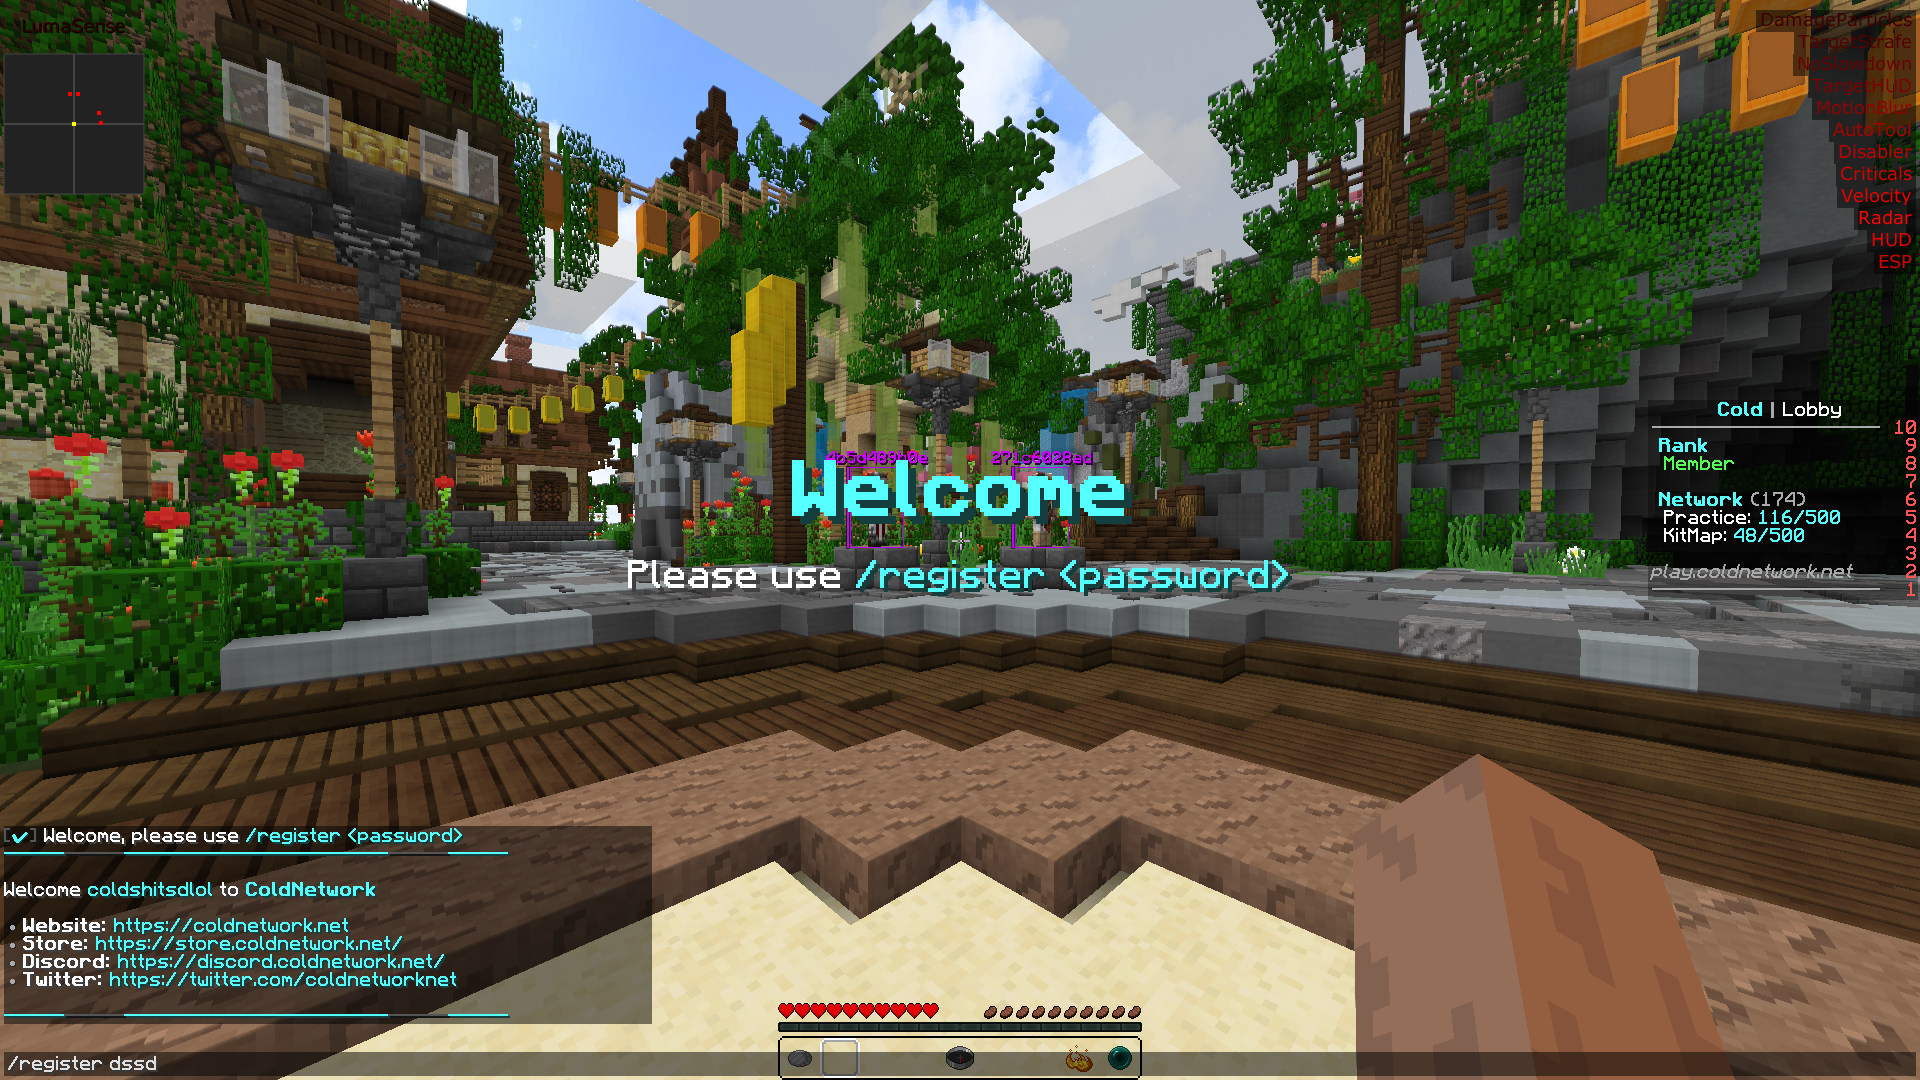 LumaSense
DamageParticles
TargetStrafe
NoSlowdown
TargetHUD
MotionBlur
AutoTool
Disabler
Criticals
Velocity
Radar
HUD
ESP
4b5d489b0e
271c6028ad
Welcome
Please use /register <password>
Cold | Lobby
10
Rank 9
Member 8
7
Network (174) 6
Practice: 116/500 5
KitMap: 48/500 4
3
play.coldnetwork.net 2
1
[✔] Welcome, please use /register <password>
Welcome coldshitsdlol to ColdNetwork
• Website: https://coldnetwork.net
• Store: https://store.coldnetwork.net/
• Discord: https://discord.coldnetwork.net/
• Twitter: https://twitter.com/coldnetworknet
/register dssd